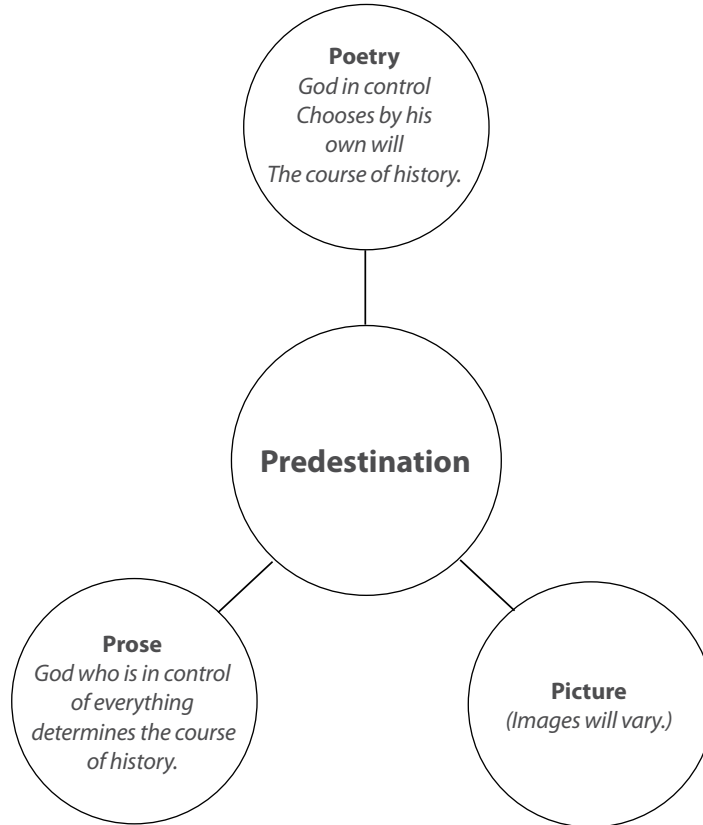 Poetry
God in control
Chooses by his
own will
The course of history.
Predestination
Prose
God who is in control
of everything
determines the course
of history.
Picture
(Images will vary.)